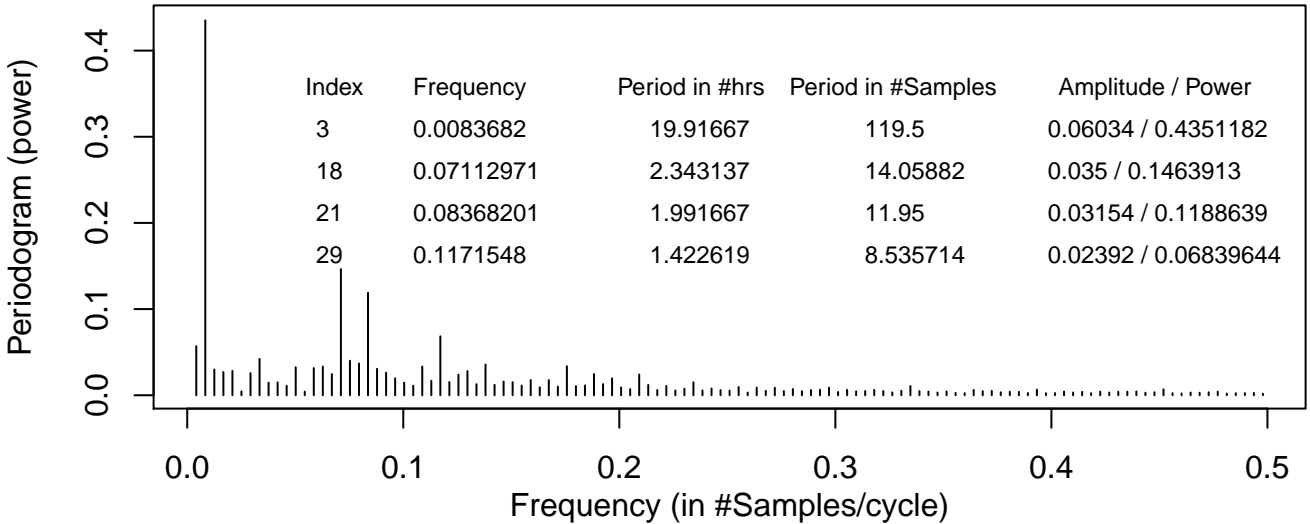 Periodogram (power)
0.4
0.3
0.2
0.1
0.0
Index Frequency Period in #hrs Period in #Samples Amplitude / Power
3 0.0083682 19.91667 119.5 0.06034 / 0.4351182
18 0.07112971 2.343137 14.05882 0.035 / 0.1463913
21 0.08368201 1.991667 11.95 0.03154 / 0.1188639
29 0.1171548 1.422619 8.535714 0.02392 / 0.06839644
0.0 0.1 0.2 0.3 0.4 0.5
Frequency (in #Samples/cycle)